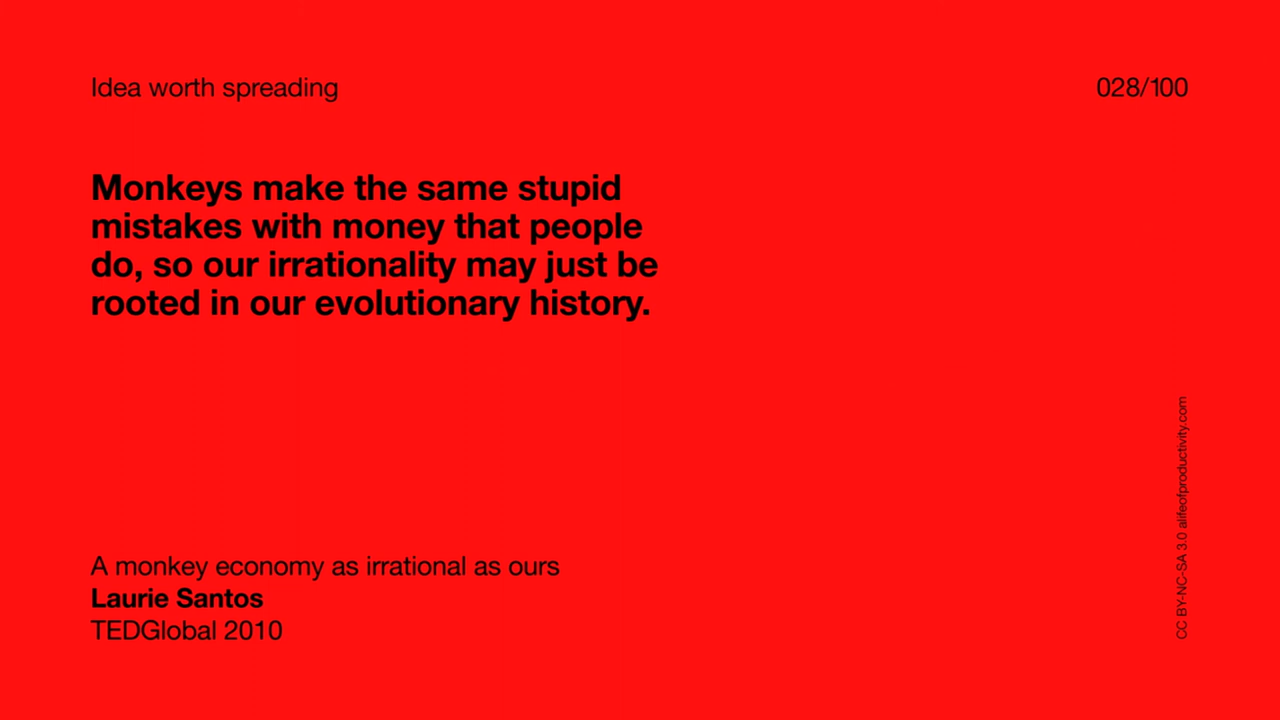 Idea worth spreading
028/100
Monkeys make the same stupid
mistakes with money that people
do, so our irrationality may just be
rooted in our evolutionary history.
A monkey economy as irrational as ours
Laurie Santos
TEDGlobal 2010
CC BY-NC-SA 3.0 alifeofproductivity.com